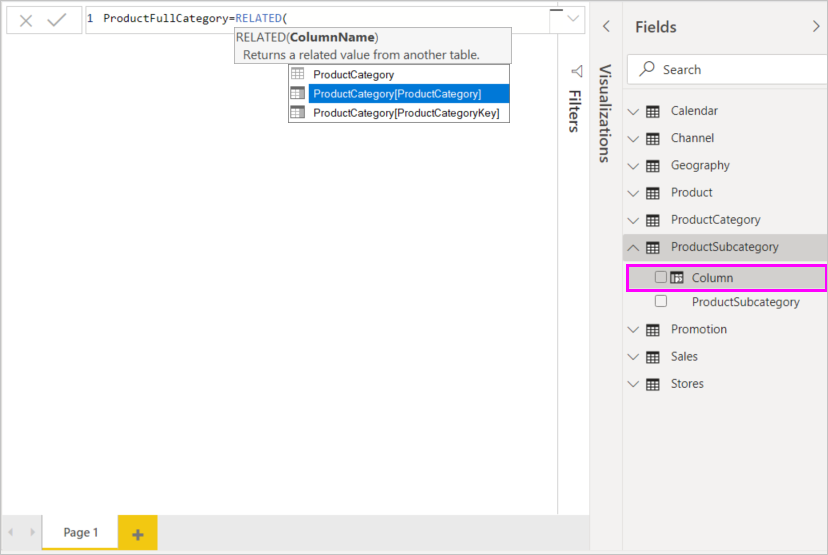 1 ProductFullCategory=RELATED(
RELATED(ColumnName)
Returns a related value from another table.
ProductCategory
ProductCategory[ProductCategory]
ProductCategory[ProductCategoryKey]
Filters
Visualizations
Fields
Search
Calendar
Channel
Geography
Product
ProductCategory
ProductSubcategory
Column
ProductSubcategory
Promotion
Sales
Stores
Page 1